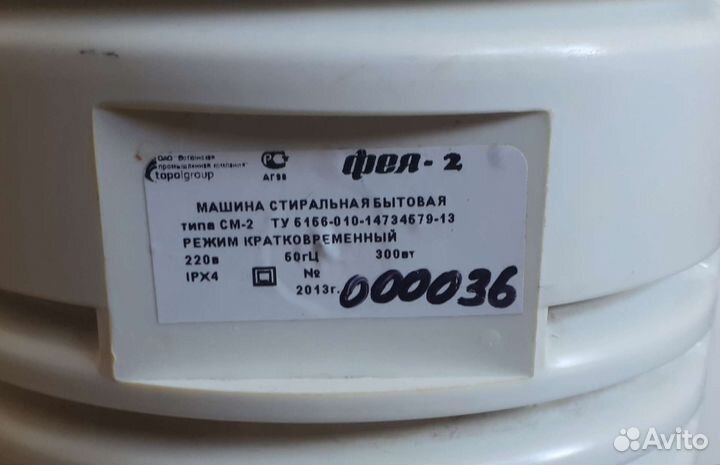 ОАО Воткинская
промышленная компания
topolgroup
АГ98
ФЕЯ-2
МАШИНА СТИРАЛЬНАЯ БЫТОВАЯ
типа СМ-2 ТУ 5156-010-14734579-13
РЕЖИМ КРАТКОВРЕМЕННЫЙ
220в 50гЦ 300вт
IPX4 №
2013г. 000036
Avito